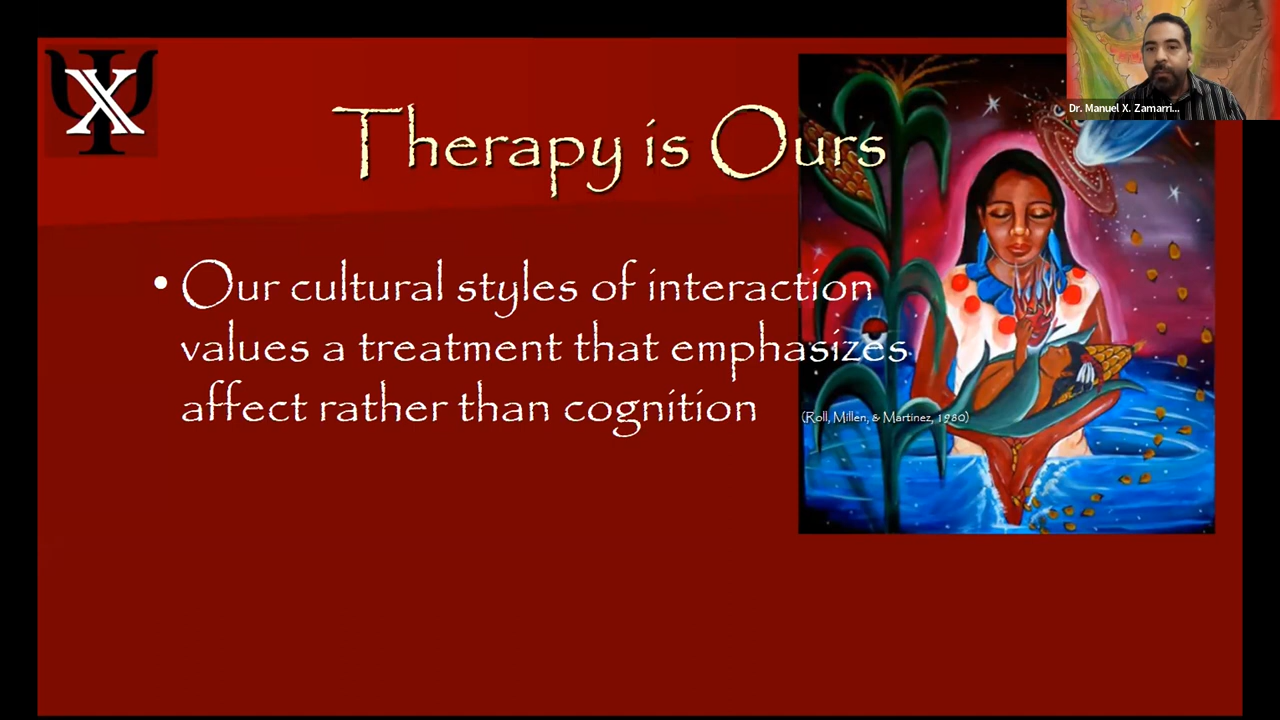 Dr. Manuel X. Zamarri...
X
Therapy is Ours
• Our cultural styles of interaction
values a treatment that emphasizes
affect rather than cognition
(Roll, Millen, & Martinez, 1980)